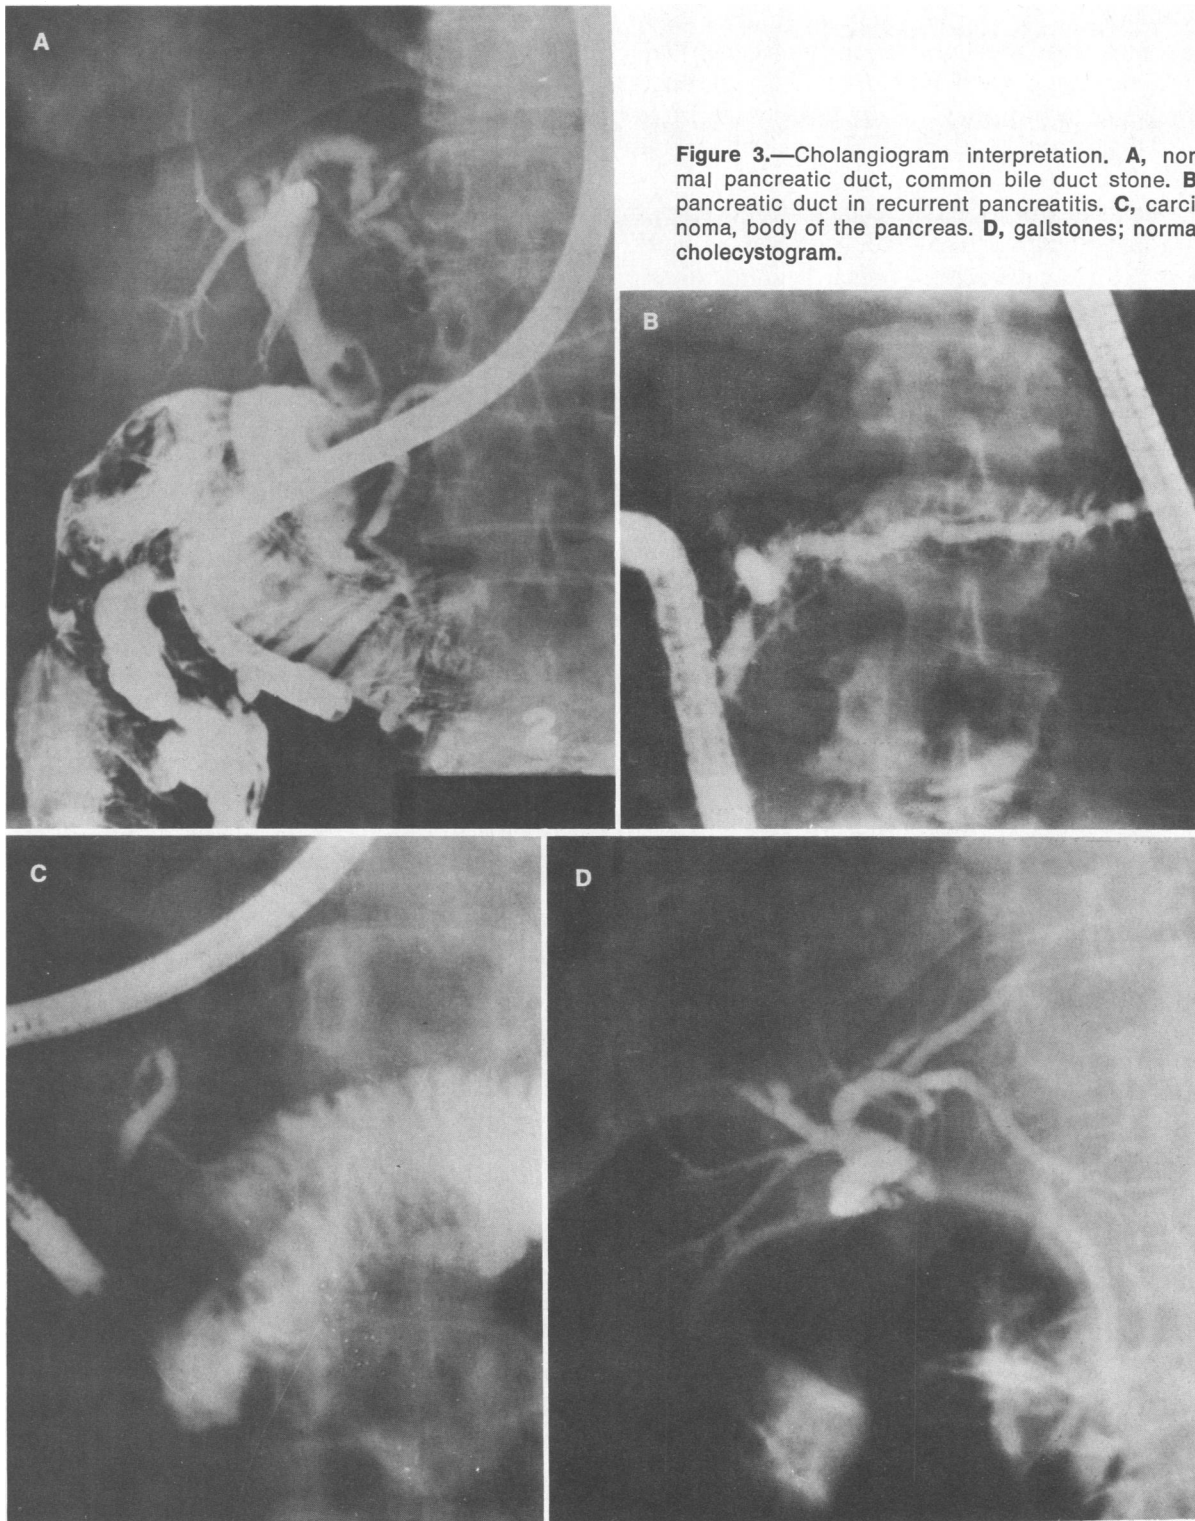 A
Figure 3.—Cholangiogram interpretation. A, nor
mal pancreatic duct, common bile duct stone. B
pancreatic duct in recurrent pancreatitis. C, carci
noma, body of the pancreas. D, gallstones; norma
cholecystogram.
B
C
D